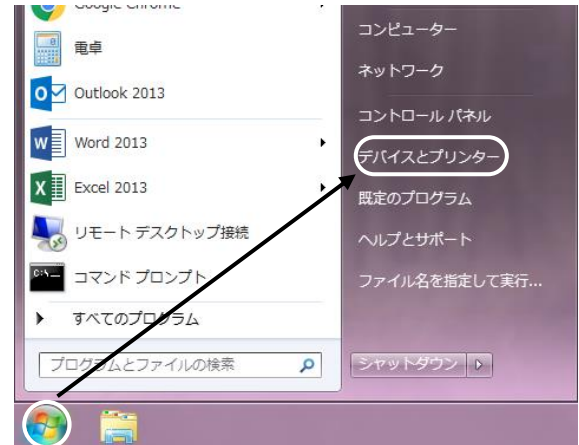 Google Chrome
電卓
Outlook 2013
Word 2013
Excel 2013
リモート デスクトップ接続
コマンド プロンプト
すべてのプログラム
プログラムとファイルの検索
コンピューター
ネットワーク
コントロール パネル
デバイスとプリンター
既定のプログラム
ヘルプとサポート
ファイル名を指定して実行...
シャットダウン